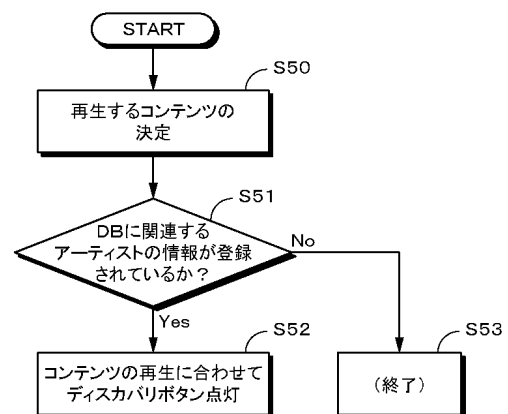 START
S50
再生するコンテンツの
決定
S51
DBに関連する
アーティストの情報が登録
されているか？
No
Yes
S52
コンテンツの再生に合わせて
ディスカバリボタン点灯
S53
（終了）